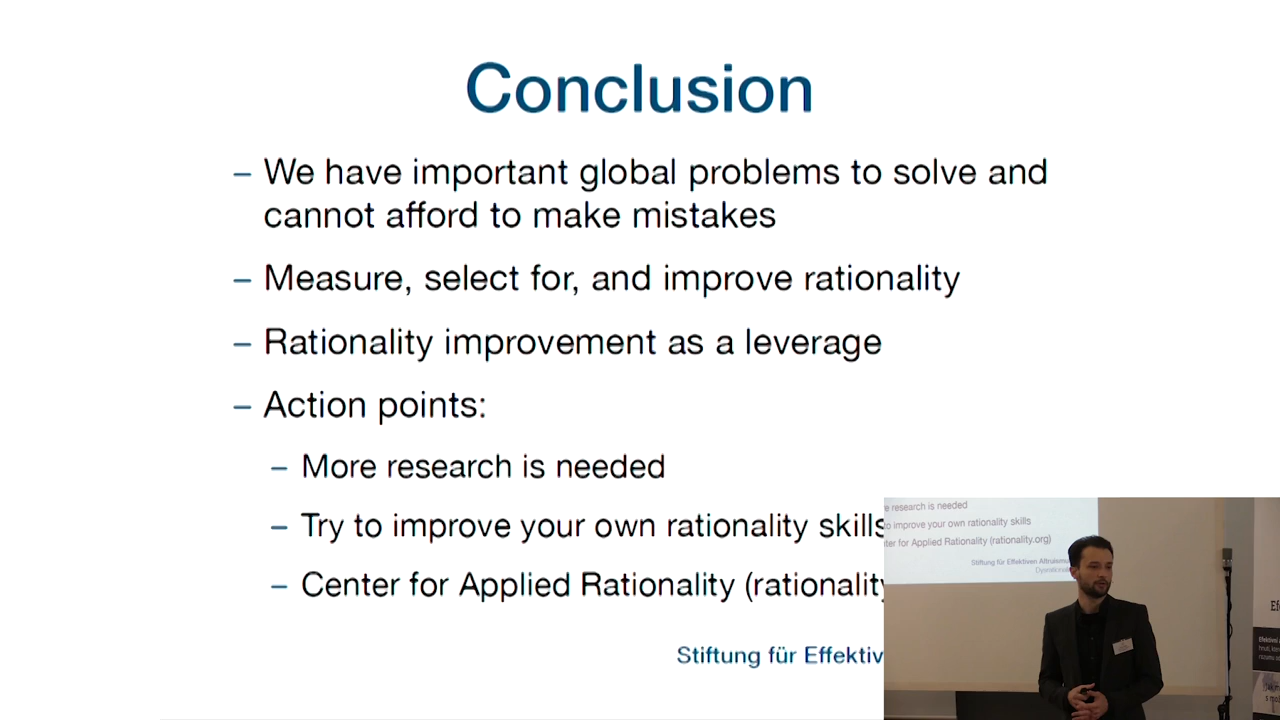 Conclusion
– We have important global problems to solve and
cannot afford to make mistakes
– Measure, select for, and improve rationality
– Rationality improvement as a leverage
– Action points:
– More research is needed
– Try to improve your own rationality skills
– Center for Applied Rationality (rationality
Stiftung für Effektiv
research is needed
to improve your own rationality skills
for Applied Rationality (rationality.org)
Stiftung für Effektiven Altruismus
Efektivní